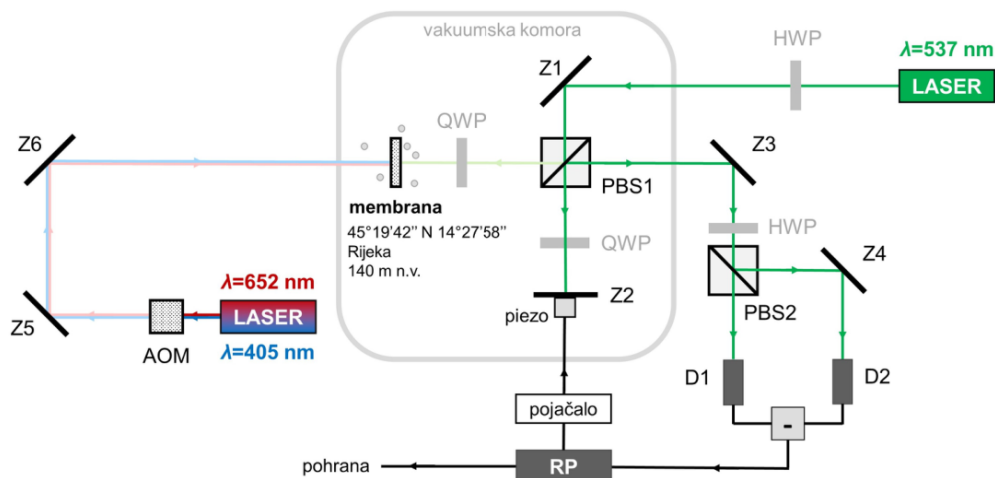 vakuumska komora
HWP
λ=537 nm
LASER
Z1
Z6
QWP
Z3
PBS1
membrana
45°19'42'' N 14°27'58''
Rijeka
140 m n.v.
QWP
HWP
Z4
λ=652 nm
LASER
λ=405 nm
Z5
AOM
Z2
piezo
PBS2
D1
D2
pojačalo
-
pohrana
RP